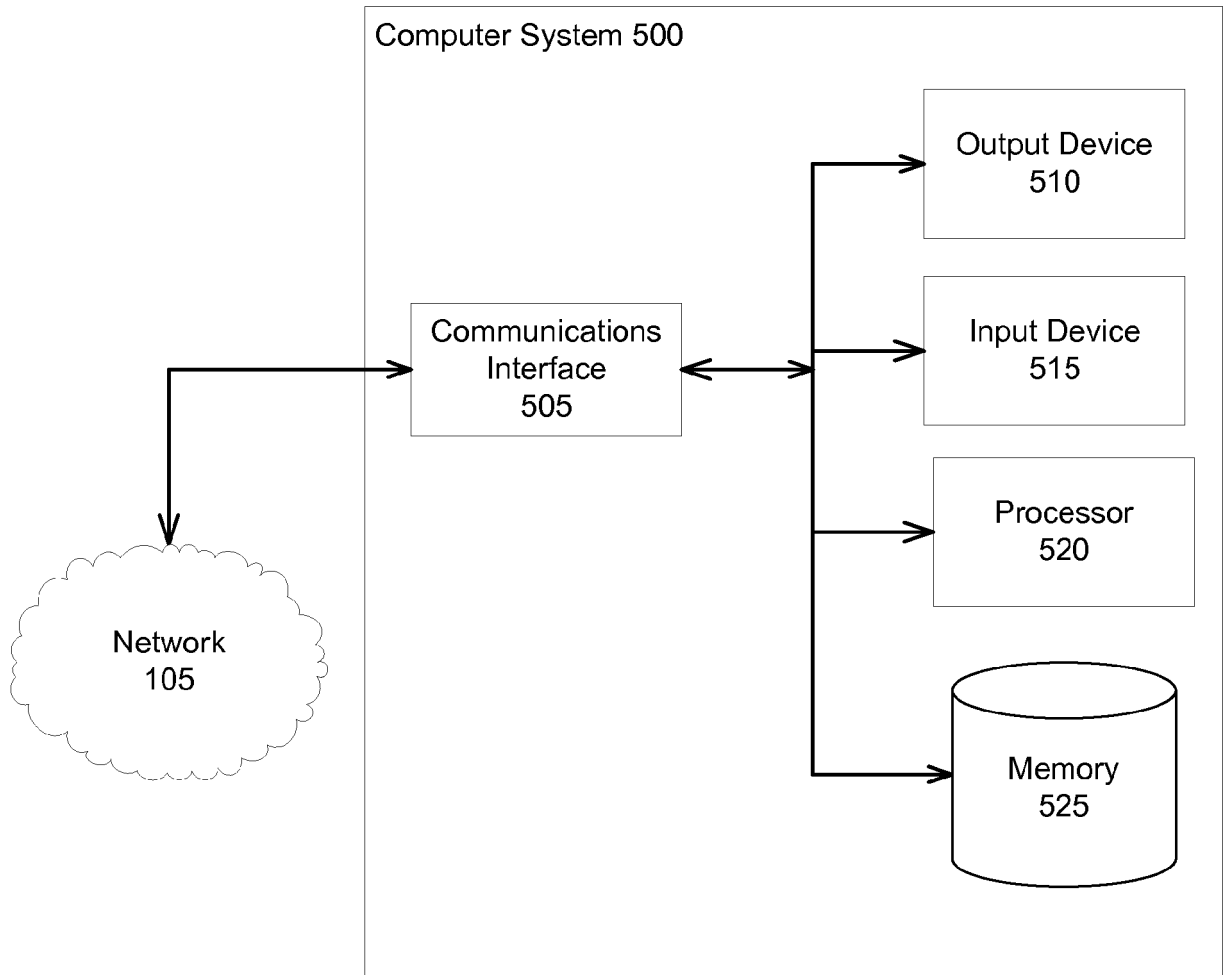 Computer System 500
Output Device
510
Input Device
515
Communications
Interface
505
Processor
520
Network
105
Memory
525